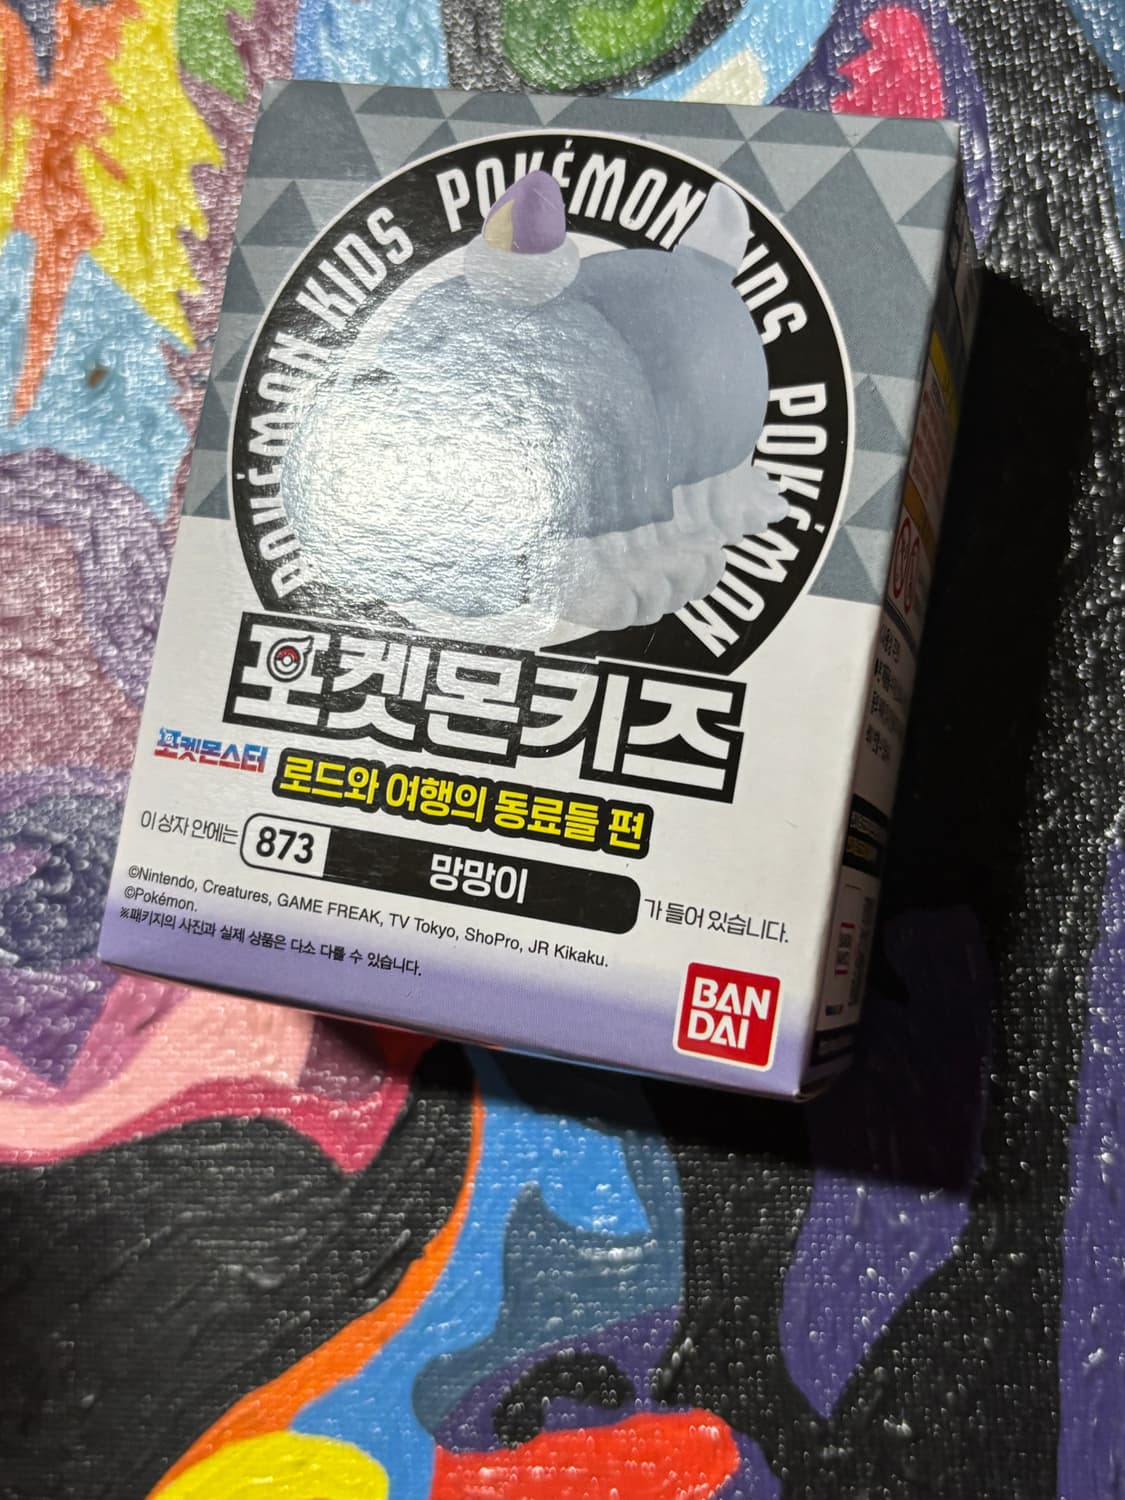 POKÉMON KIDS POKÉMON KIDS POKÉMON
포켓몬키즈
포켓몬스터
로드와 여행의 동료들 편
이 상자 안에는 873 망망이 가 들어 있습니다.
©Nintendo, Creatures, GAME FREAK, TV Tokyo, ShoPro, JR Kikaku.
©Pokémon.
※패키지의 사진과 실제 상품은 다소 다를 수 있습니다.
BAN
DAI